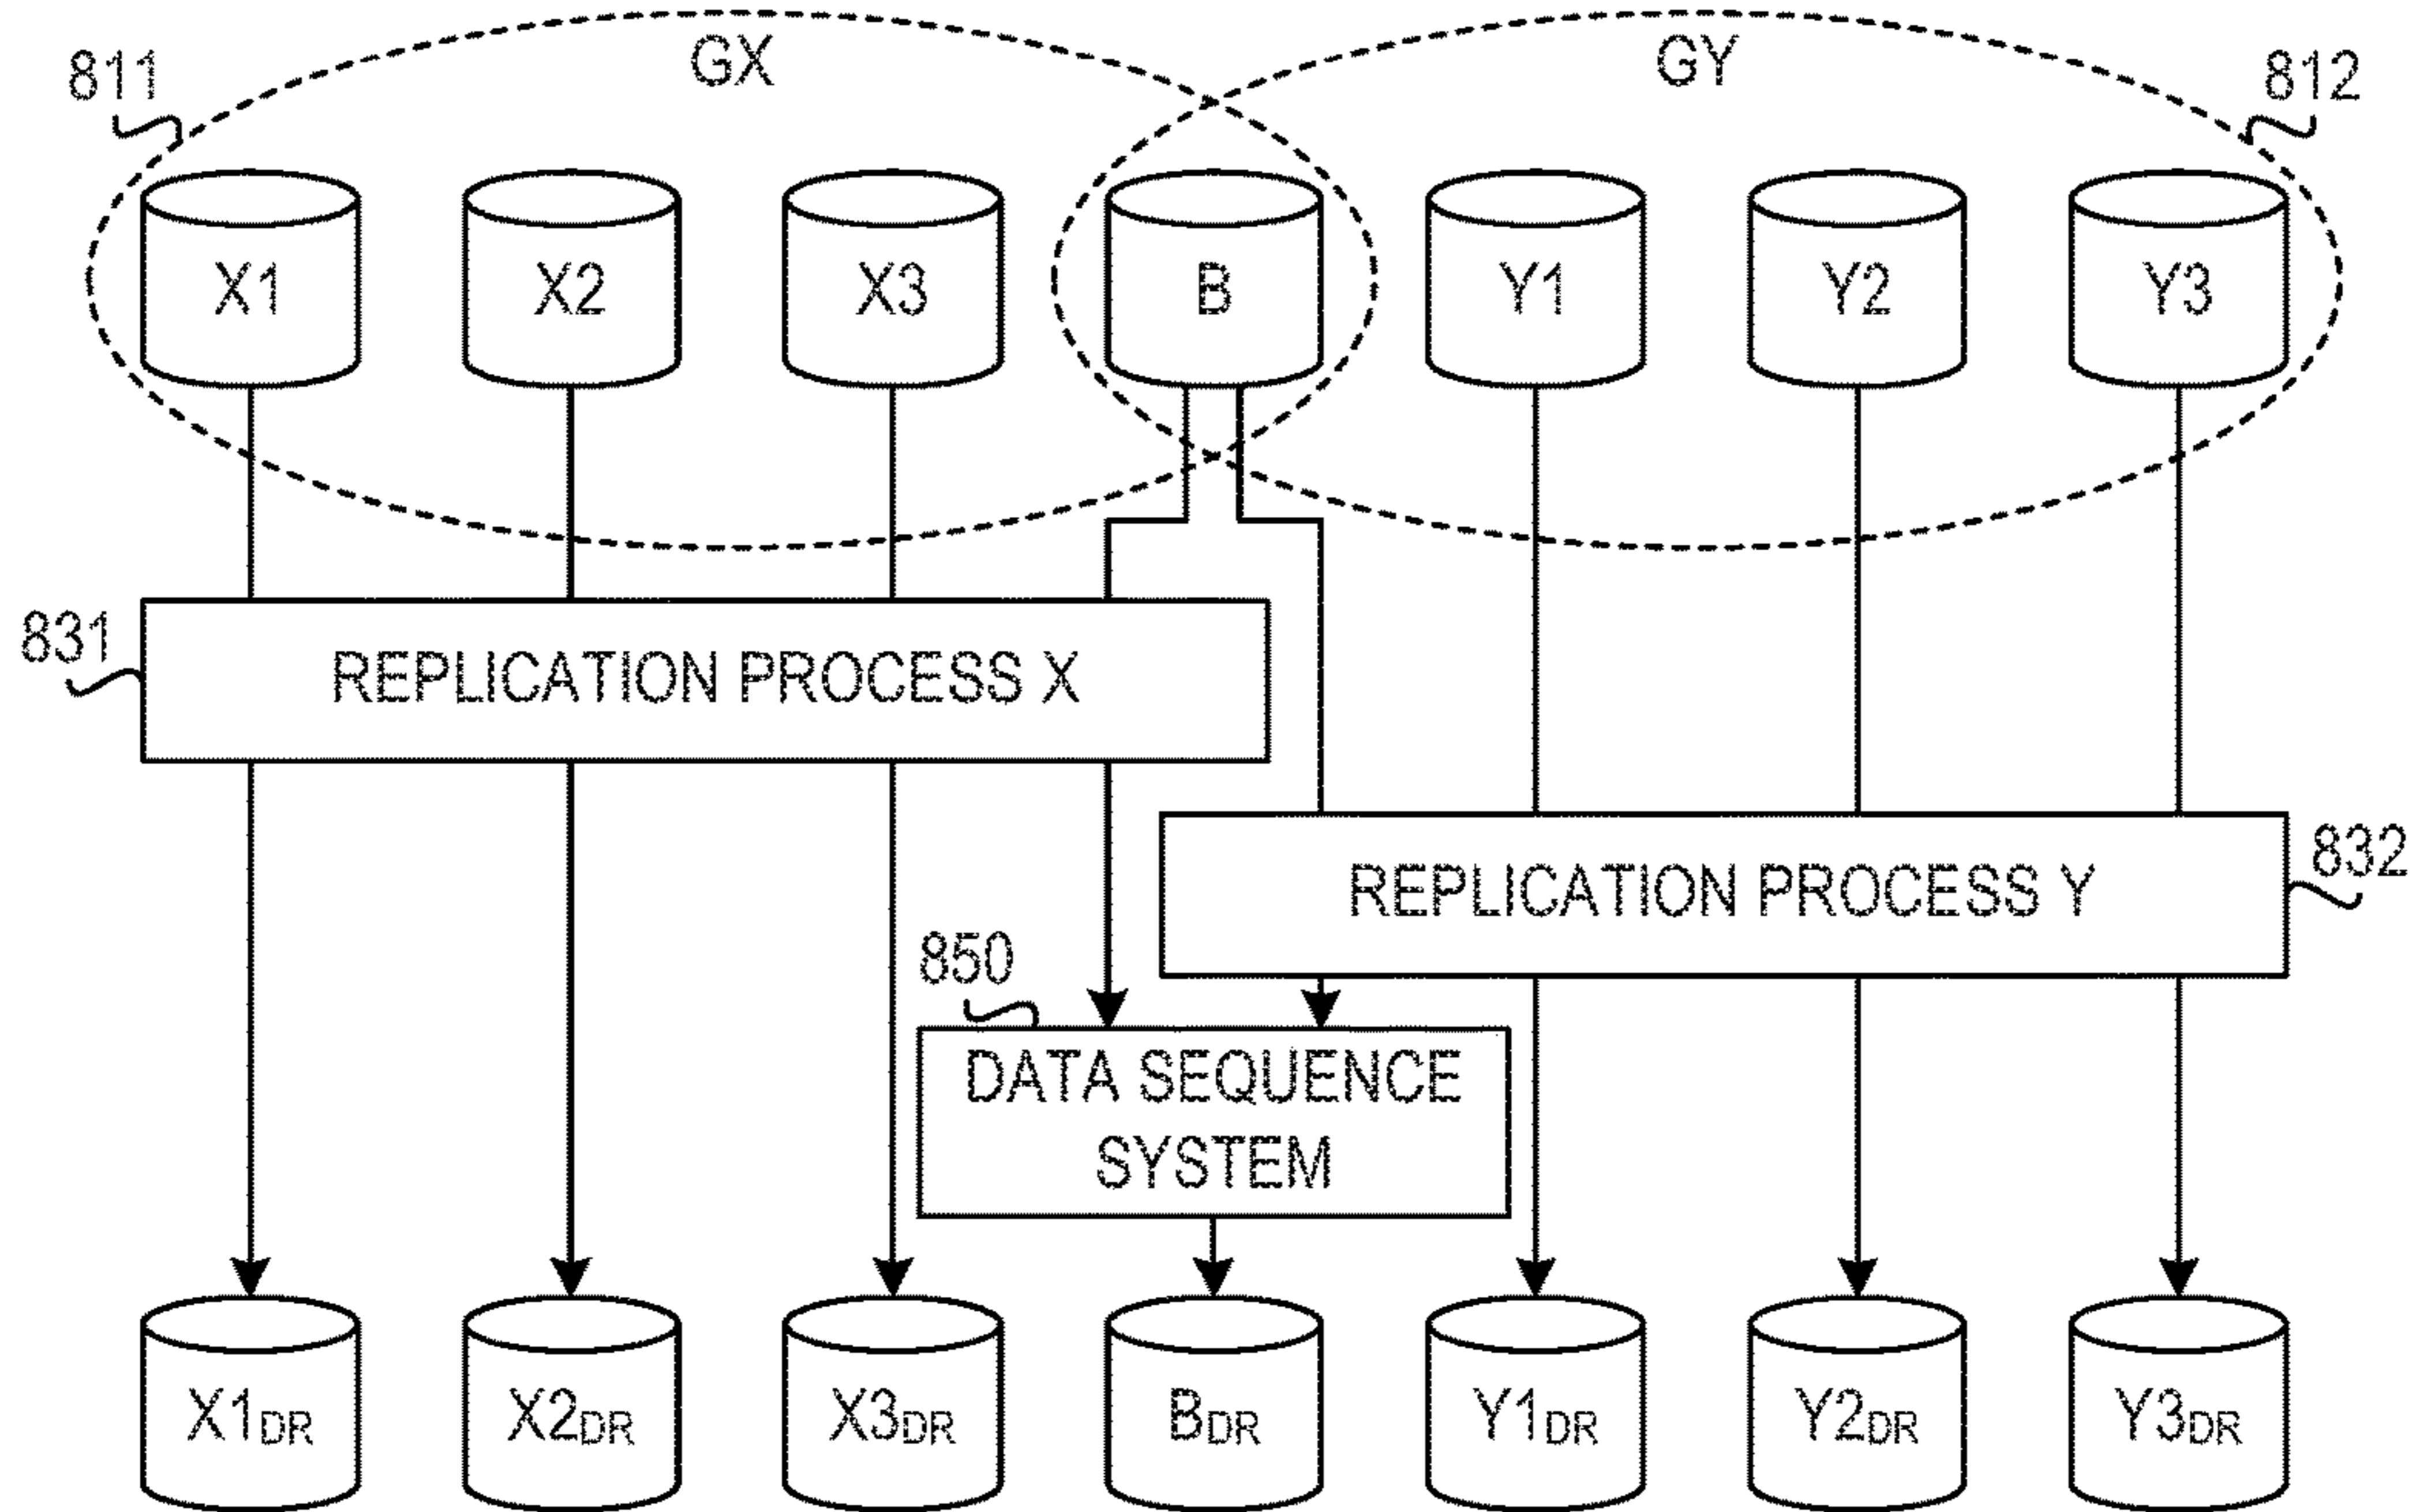 GX
GY
811
812
X1
X2
X3
B
Y1
Y2
Y3
831
REPLICATION PROCESS X
832
REPLICATION PROCESS Y
850
DATA SEQUENCE
SYSTEM
X1DR
X2DR
X3DR
BDR
Y1DR
Y2DR
Y3DR